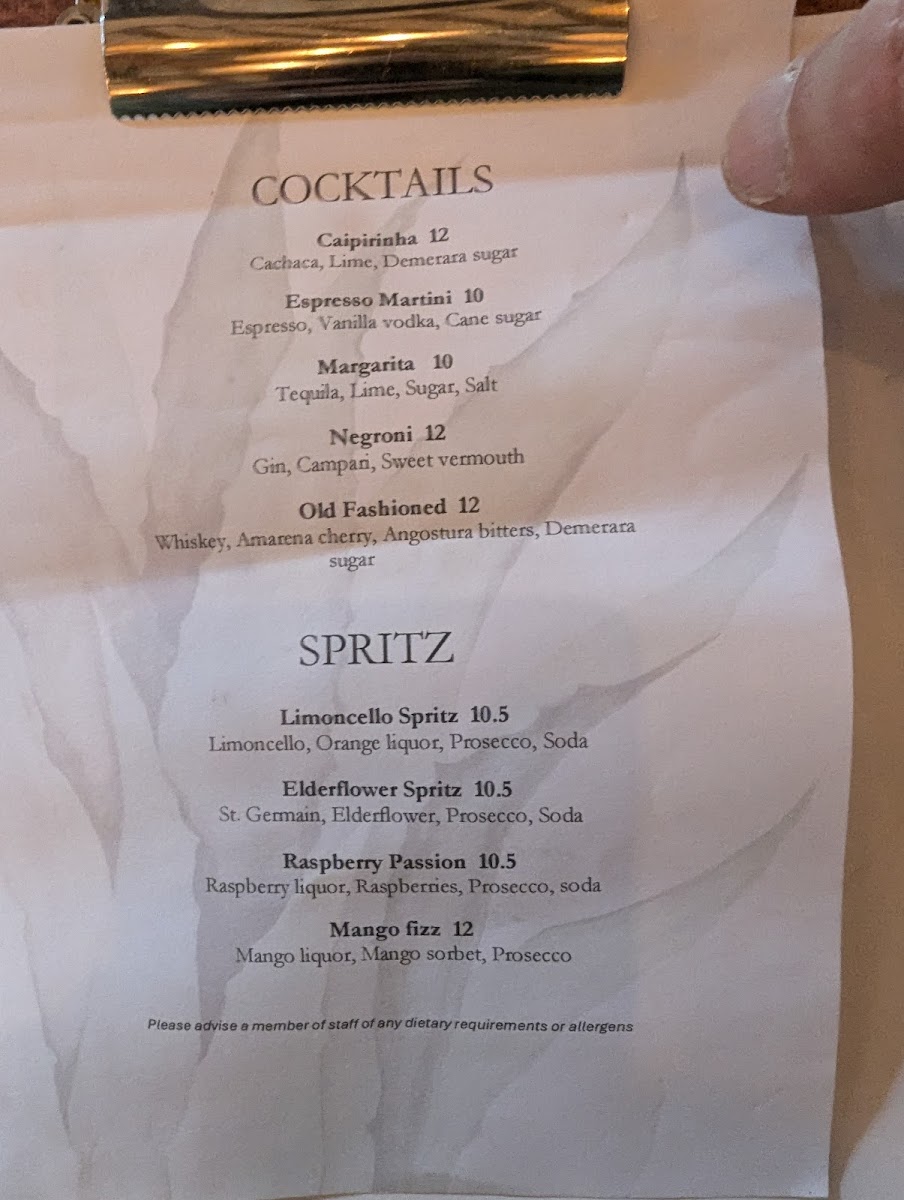 COCKTAILS
Caipirinha 12
Cachaca, Lime, Demerara sugar
Espresso Martini 10
Espresso, Vanilla vodka, Cane sugar
Margarita 10
Tequila, Lime, Sugar, Salt
Negroni 12
Gin, Campari, Sweet vermouth
Old Fashioned 12
Whiskey, Amarena cherry, Angostura bitters, Demerara
sugar
SPRITZ
Limoncello Spritz 10.5
Limoncello, Orange liquor, Prosecco, Soda
Elderflower Spritz 10.5
St. Germain, Elderflower, Prosecco, Soda
Raspberry Passion 10.5
Raspberry liquor, Raspberries, Prosecco, soda
Mango fizz 12
Mango liquor, Mango sorbet, Prosecco
Please advise a member of staff of any dietary requirements or allergens